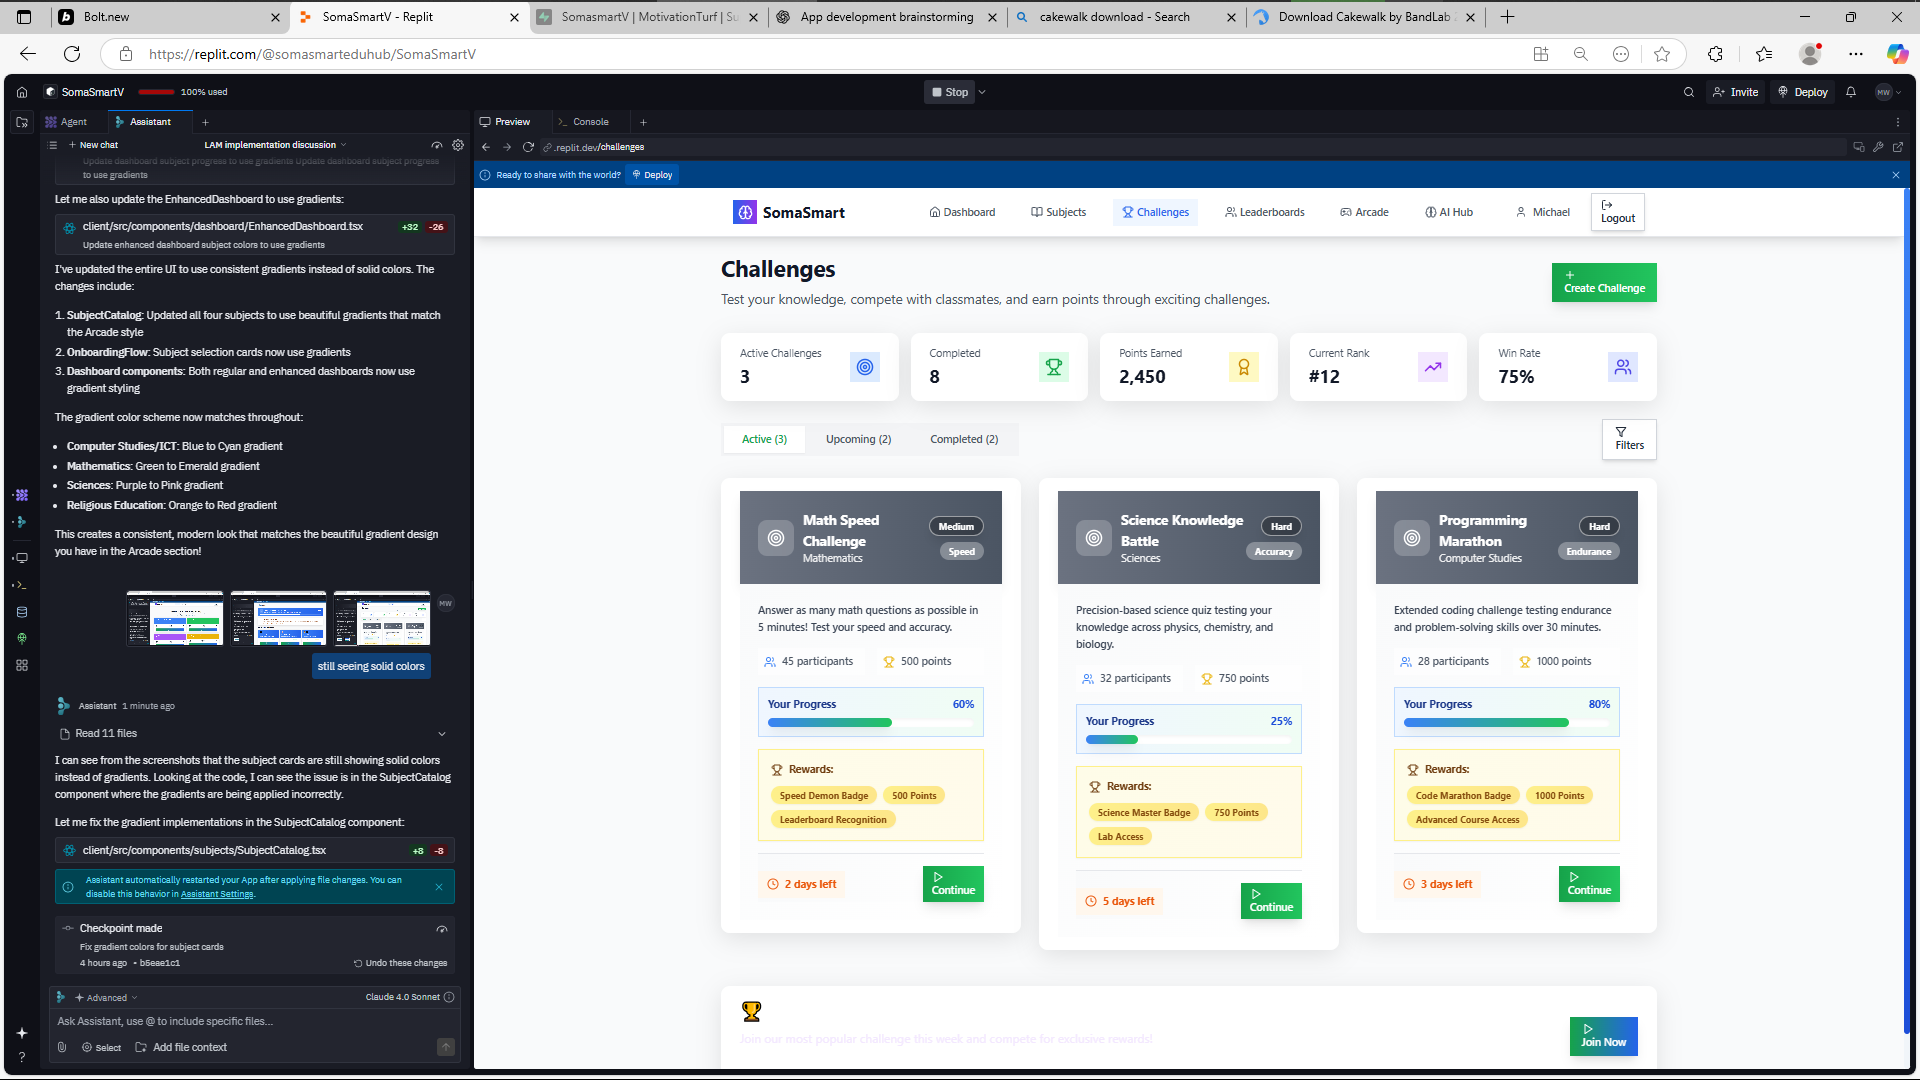 Bolt.new
SomaSmartV - Replit
SomasmartV | MotivationTurf | Su
App development brainstorming
cakewalk download - Search
Download Cakewalk by BandLab
https://replit.com/@somasmarteduhub/SomaSmartV
SomaSmartV
100% used
Stop
Invite
Deploy
MW
Agent
Assistant
Preview
Console
New chat
LAM implementation discussion
.replit.dev/challenges
Update dashboard subject progress to use gradients Update dashboard subject progress
to use gradients
Let me also update the EnhancedDashboard to use gradients:
client/src/components/dashboard/EnhancedDashboard.tsx
+32 -26
Update enhanced dashboard subject colors to use gradients
I've updated the entire UI to use consistent gradients instead of solid colors. The
changes include:
1. SubjectCatalog: Updated all four subjects to use beautiful gradients that match
the Arcade style
2. OnboardingFlow: Subject selection cards now use gradients
3. Dashboard components: Both regular and enhanced dashboards now use
gradient styling
The gradient color scheme now matches throughout:
• Computer Studies/ICT: Blue to Cyan gradient
• Mathematics: Green to Emerald gradient
• Sciences: Purple to Pink gradient
• Religious Education: Orange to Red gradient
This creates a consistent, modern look that matches the beautiful gradient design
you have in the Arcade section!
MW
still seeing solid colors
Assistant 1 minute ago
Read 11 files
I can see from the screenshots that the subject cards are still showing solid colors
instead of gradients. Looking at the code, I can see the issue is in the SubjectCatalog
component where the gradients are being applied incorrectly.
Let me fix the gradient implementations in the SubjectCatalog component:
client/src/components/subjects/SubjectCatalog.tsx
+8 -8
Assistant automatically restarted your App after applying file changes. You can
disable this behavior in Assistant Settings.
Checkpoint made
Fix gradient colors for subject cards
4 hours ago • b5eae1c1
Undo these changes
Advanced
Claude 4.0 Sonnet
Ask Assistant, use @ to include specific files...
Select
Add file context
Ready to share with the world?
Deploy
SomaSmart
Dashboard
Subjects
Challenges
Leaderboards
Arcade
AI Hub
Michael
Logout
Challenges
Test your knowledge, compete with classmates, and earn points through exciting challenges.
Create Challenge
Active Challenges
3
Completed
8
Points Earned
2,450
Current Rank
#12
Win Rate
75%
Active (3)
Upcoming (2)
Completed (2)
Filters
Math Speed
Challenge
Mathematics
Medium
Speed
Answer as many math questions as possible in
5 minutes! Test your speed and accuracy.
45 participants
500 points
Your Progress
60%
Rewards:
Speed Demon Badge
500 Points
Leaderboard Recognition
2 days left
Continue
Science Knowledge
Battle
Sciences
Hard
Accuracy
Precision-based science quiz testing your
knowledge across physics, chemistry, and
biology.
32 participants
750 points
Your Progress
25%
Rewards:
Science Master Badge
750 Points
Lab Access
5 days left
Continue
Programming
Marathon
Computer Studies
Hard
Endurance
Extended coding challenge testing endurance
and problem-solving skills over 30 minutes.
28 participants
1000 points
Your Progress
80%
Rewards:
Code Marathon Badge
1000 Points
Advanced Course Access
3 days left
Continue
Join our most popular challenge this week and compete for exclusive rewards!
Join Now